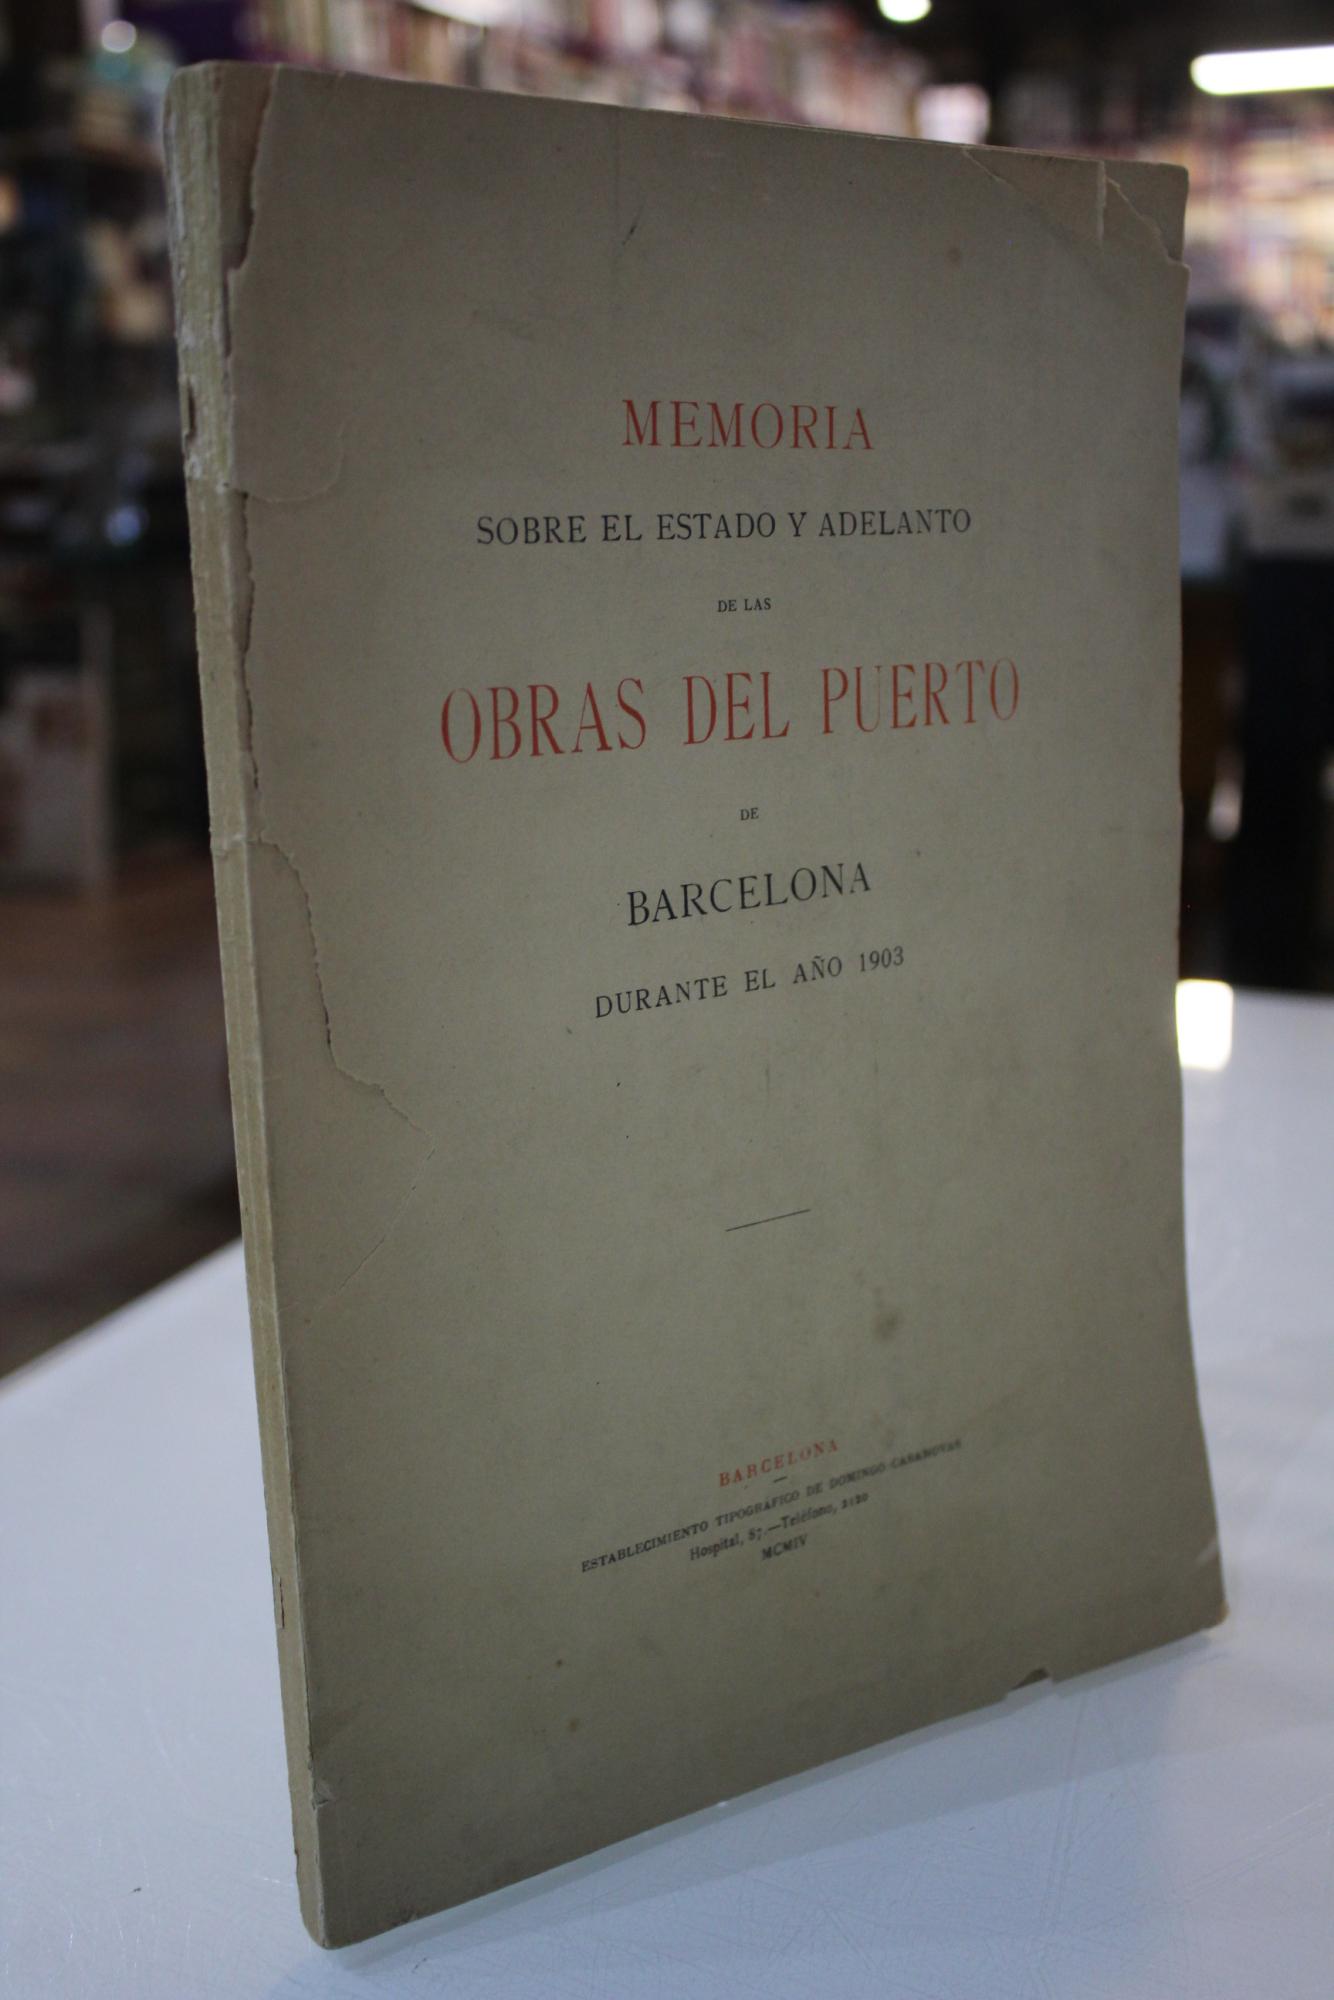 MEMORIA
SOBRE EL ESTADO Y ADELANTO
DE LAS
OBRAS DEL PUERTO
DE
BARCELONA
DURANTE EL AÑO 1903
BARCELONA
ESTABLECIMIENTO TIPOGRÁFICO DE DOMINGO CASANOVAS
Hospital, 87.—Teléfono, 2120
MCMIV